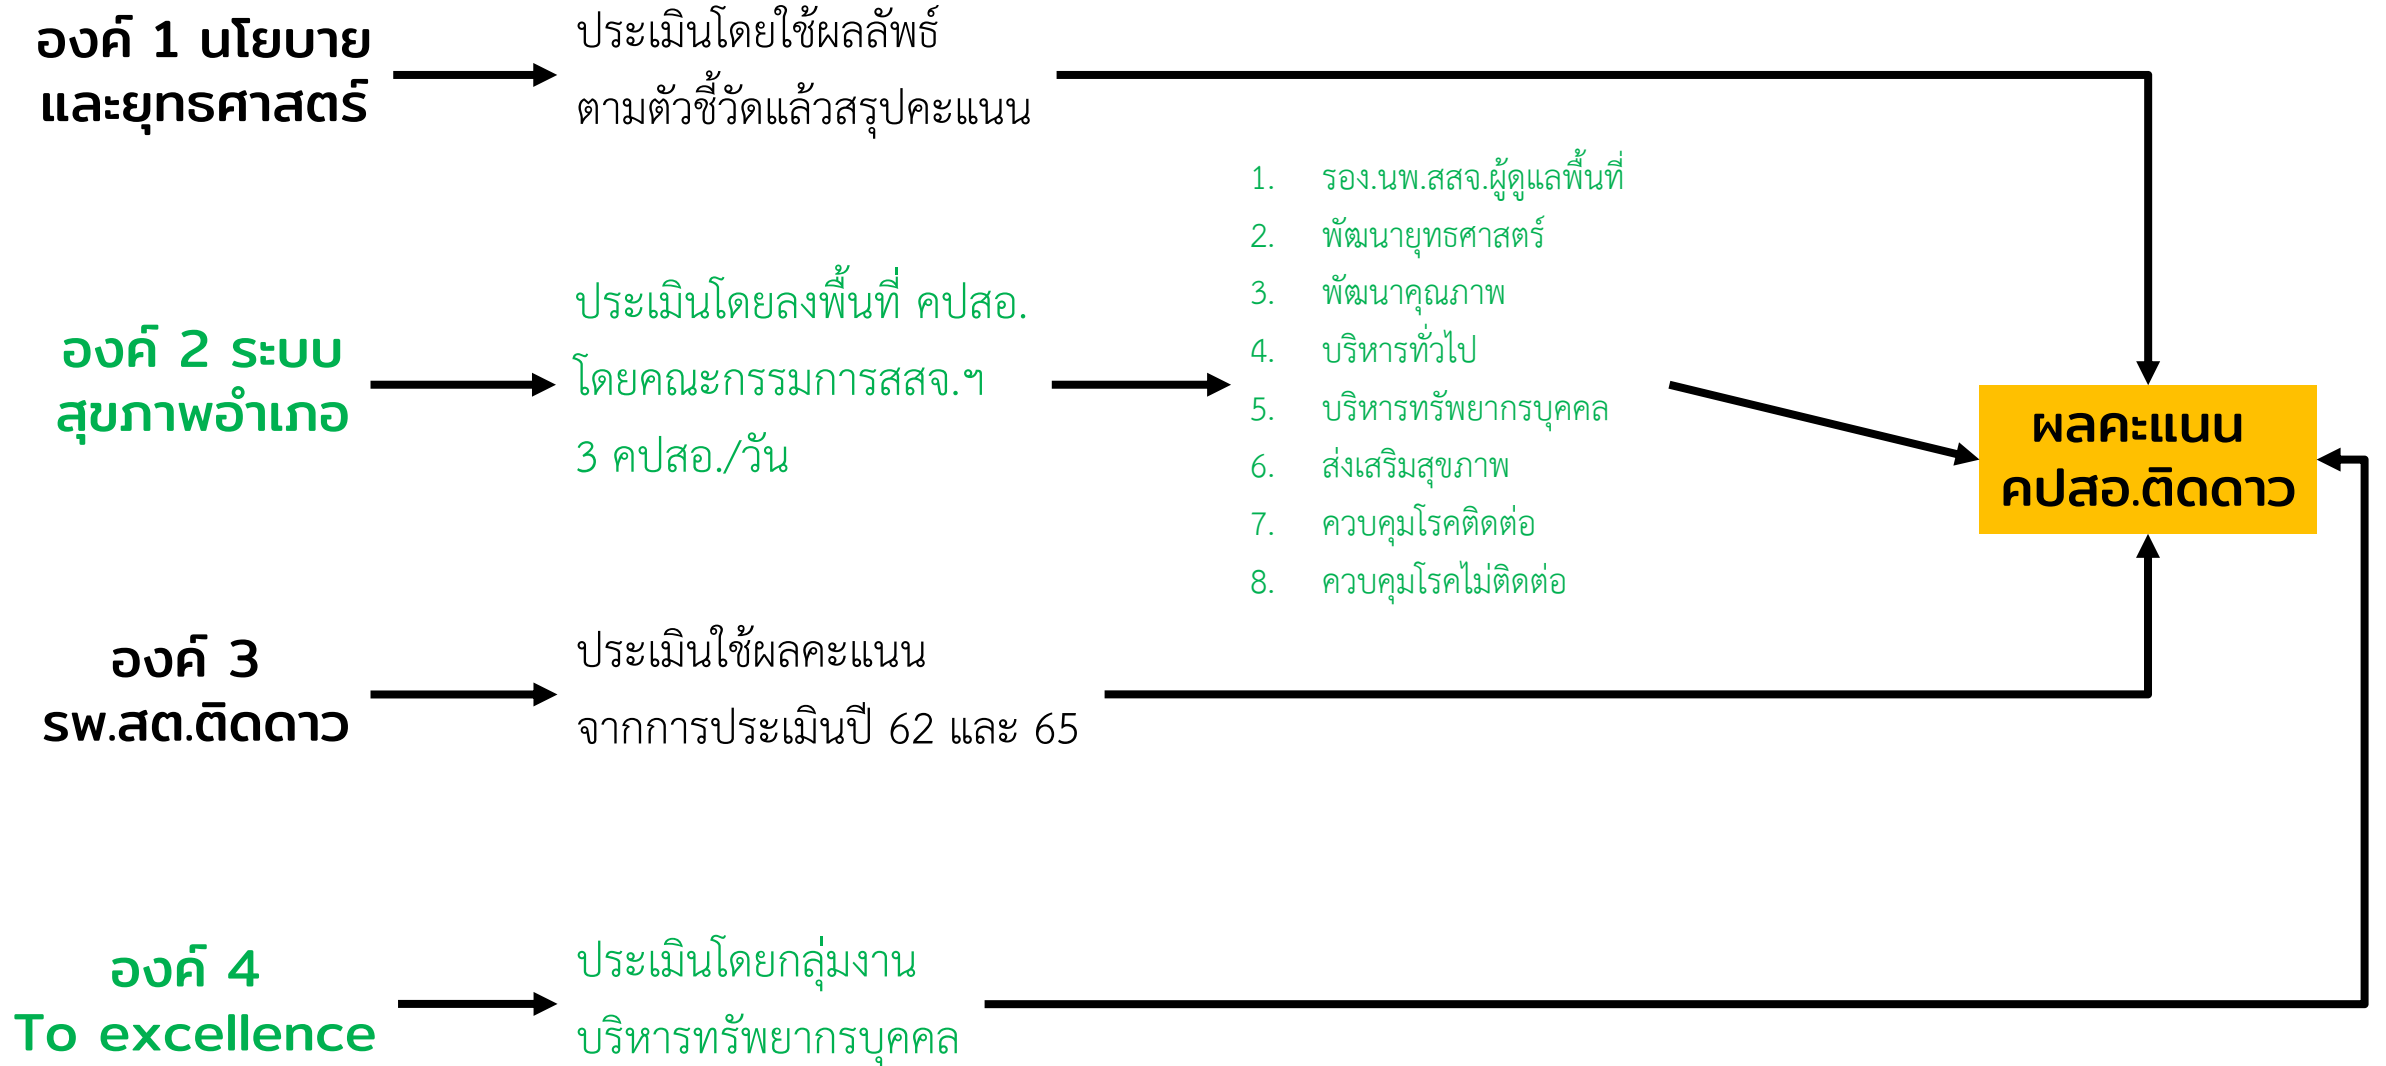 องค์ 1 นโยบาย
และยุทธศาสตร์
ประเมินโดยใช้ผลลัพธ์
ตามตัวชี้วัดแล้วสรุปคะแนน
องค์ 2 ระบบ
สุขภาพอำเภอ
ประเมินโดยลงพื้นที่ คปสอ.
โดยคณะกรรมการสสจ.ฯ
3 คปสอ./วัน
1. รอง.นพ.สสจ.ผู้ดูแลพื้นที่
2. พัฒนายุทธศาสตร์
3. พัฒนาคุณภาพ
4. บริหารทั่วไป
5. บริหารทรัพยากรบุคคล
6. ส่งเสริมสุขภาพ
7. ควบคุมโรคติดต่อ
8. ควบคุมโรคไม่ติดต่อ
ผลคะแนน
คปสอ.ติดดาว
องค์ 3
รพ.สต.ติดดาว
ประเมินใช้ผลคะแนน
จากการประเมินปี 62 และ 65
องค์ 4
To excellence
ประเมินโดยกลุ่มงาน
บริหารทรัพยากรบุคคล